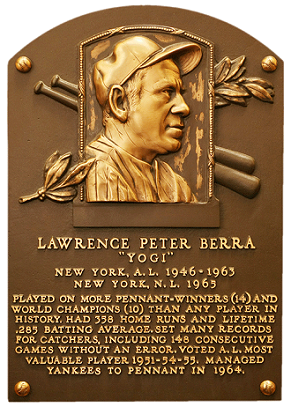 LAWRENCE PETER BERRA
"YOGI"
NEW YORK, A.L. 1946-1963
NEW YORK, N.L. 1965
PLAYED ON MORE PENNANT-WINNERS (14) AND
WORLD CHAMPIONS (10) THAN ANY PLAYER IN
HISTORY. HAD 358 HOME RUNS AND LIFETIME
.285 BATTING AVERAGE. SET MANY RECORDS
FOR CATCHERS, INCLUDING 148 CONSECUTIVE
GAMES WITHOUT AN ERROR. VOTED A.L. MOST
VALUABLE PLAYER 1951-54-55. MANAGED
YANKEES TO PENNANT IN 1964.